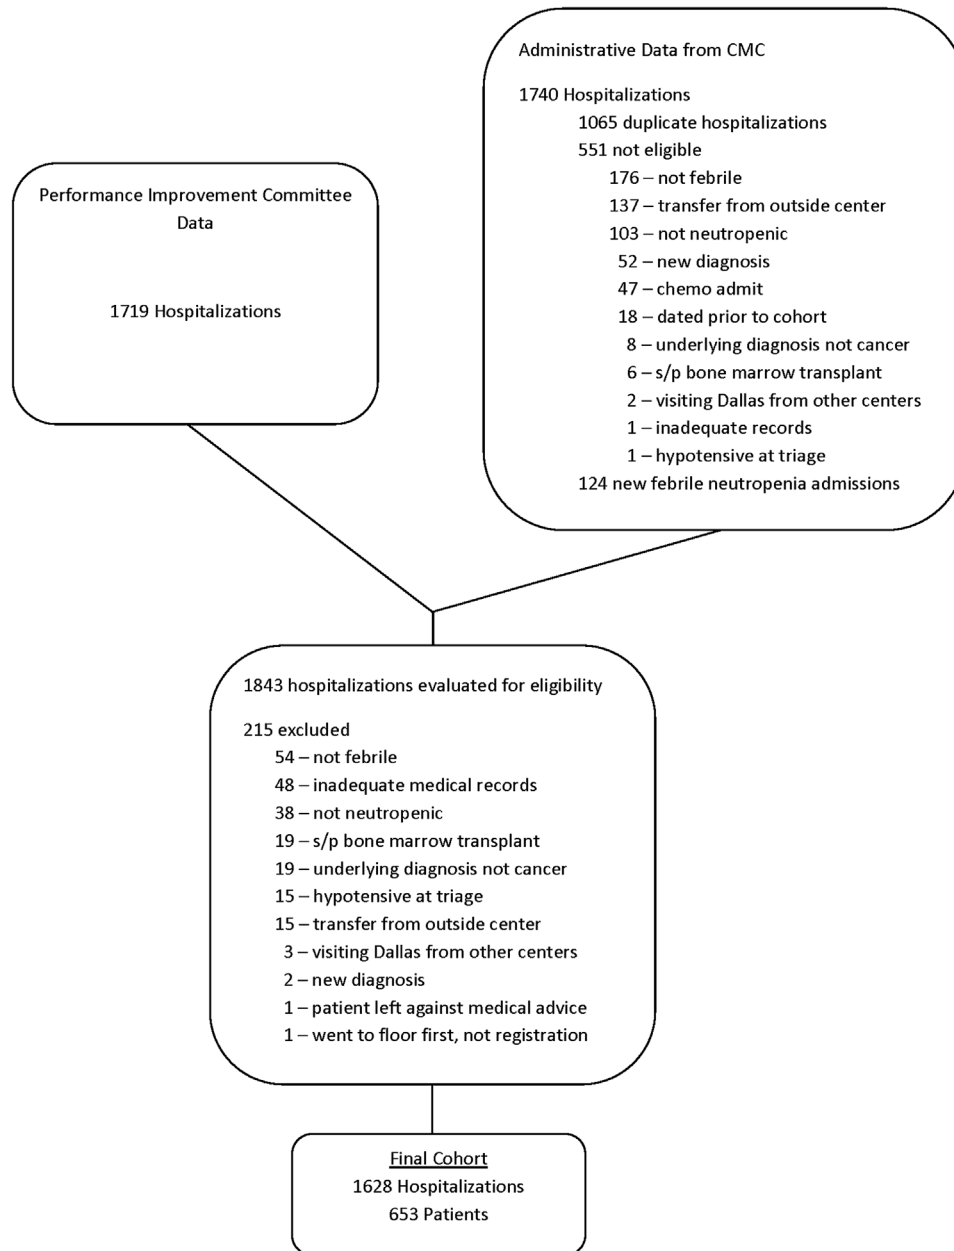 Administrative Data from CMC
1740 Hospitalizations
1065 duplicate hospitalizations
551 not eligible
176 – not febrile
137 – transfer from outside center
103 – not neutropenic
52 – new diagnosis
47 – chemo admit
18 – dated prior to cohort
8 – underlying diagnosis not cancer
6 – s/p bone marrow transplant
2 – visiting Dallas from other centers
1 – inadequate records
1 – hypotensive at triage
124 new febrile neutropenia admissions
Performance Improvement Committee
Data
1719 Hospitalizations
1843 hospitalizations evaluated for eligibility
215 excluded
54 – not febrile
48 – inadequate medical records
38 – not neutropenic
19 – s/p bone marrow transplant
19 – underlying diagnosis not cancer
15 – hypotensive at triage
15 – transfer from outside center
3 – visiting Dallas from other centers
2 – new diagnosis
1 – patient left against medical advice
1 – went to floor first, not registration
Final Cohort
1628 Hospitalizations
653 Patients